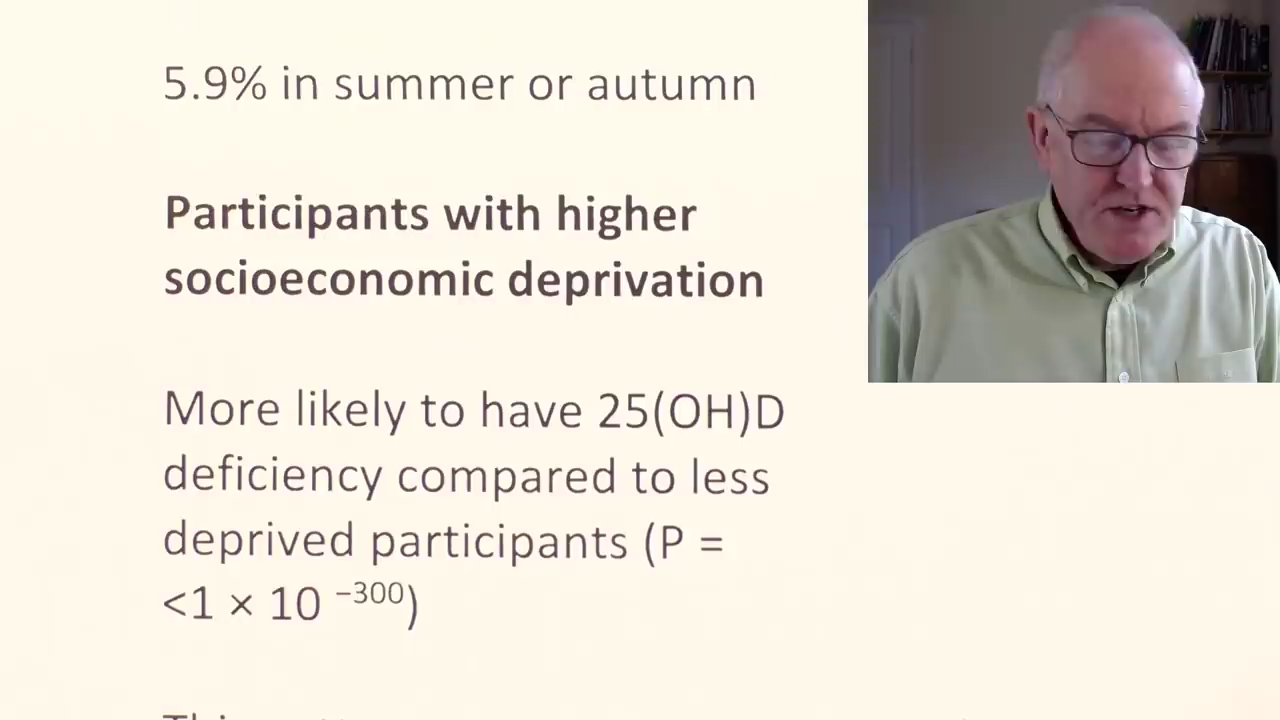 5.9% in summer or autumn
Participants with higher
socioeconomic deprivation
More likely to have 25(OH)D
deficiency compared to less
deprived participants (P =
<1 × 10 ⁻³⁰⁰)